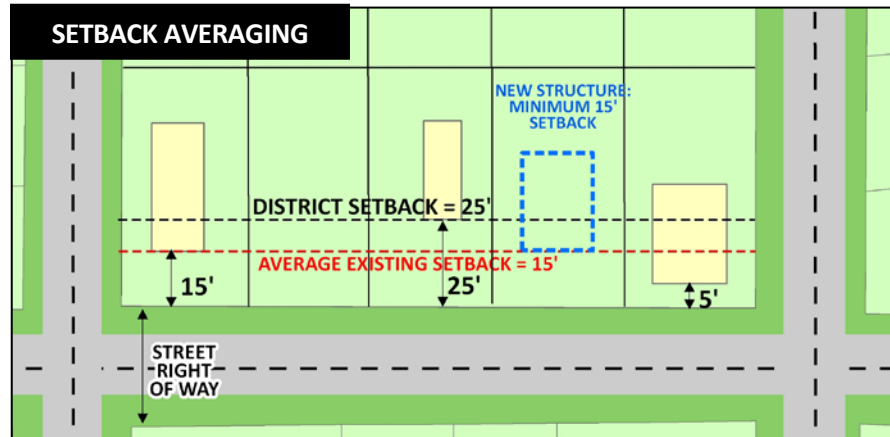 SETBACK AVERAGING
NEW STRUCTURE:
MINIMUM 15'
SETBACK
DISTRICT SETBACK = 25'
AVERAGE EXISTING SETBACK = 15'
15'
25'
5'
STREET
RIGHT
OF WAY